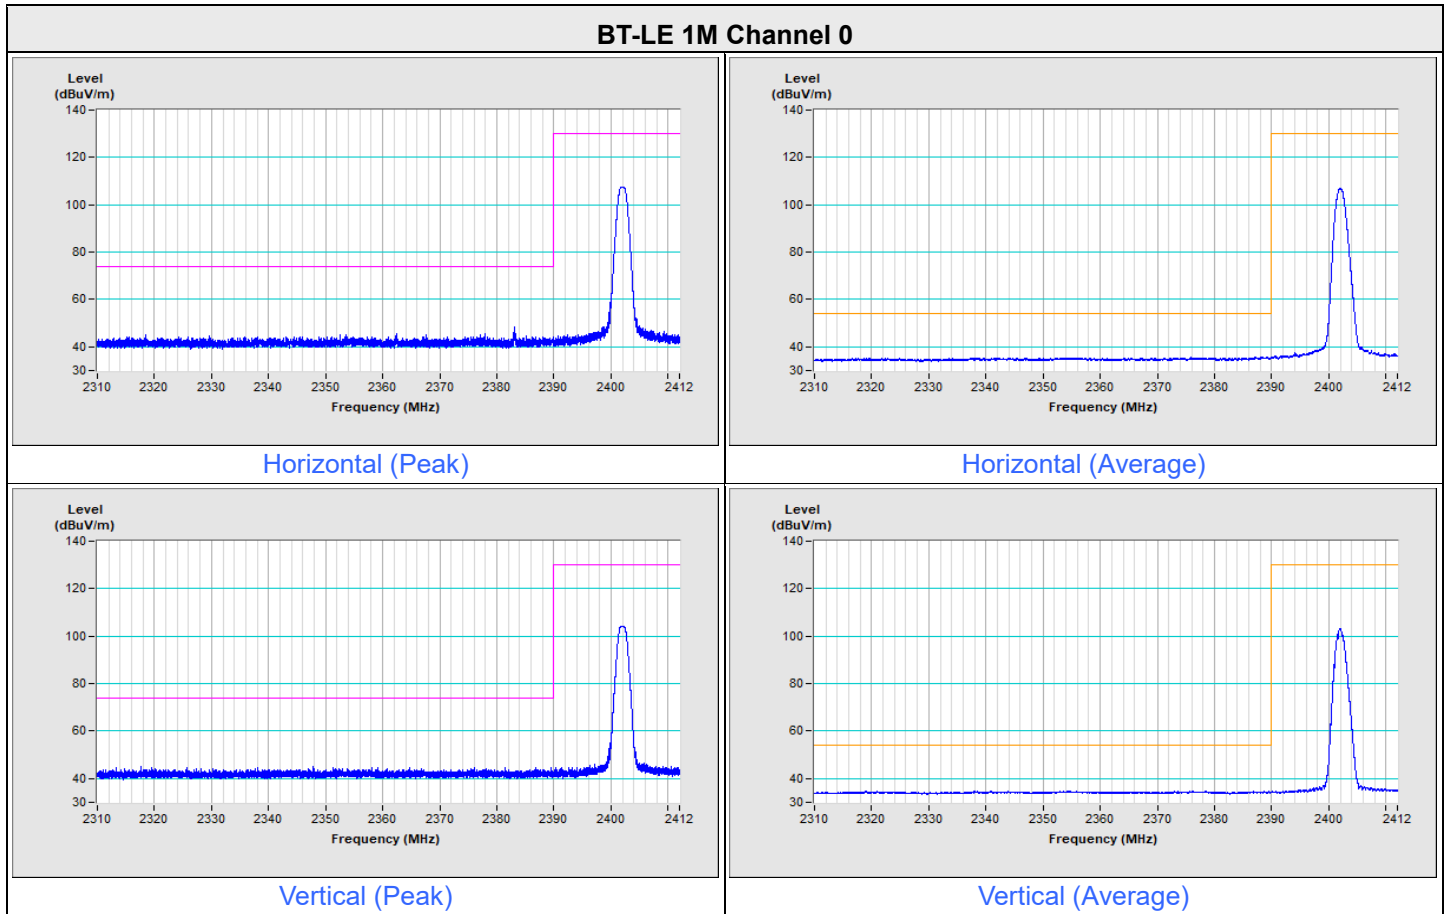 BT-LE 1M Channel 0
Level
(dBuV/m)
140
120
100
80
60
40
30
2310 2320 2330 2340 2350 2360 2370 2380 2390 2400 2412
Frequency (MHz)
Horizontal (Peak)
Level
(dBuV/m)
140
120
100
80
60
40
30
2310 2320 2330 2340 2350 2360 2370 2380 2390 2400 2412
Frequency (MHz)
Horizontal (Average)
Level
(dBuV/m)
140
120
100
80
60
40
30
2310 2320 2330 2340 2350 2360 2370 2380 2390 2400 2412
Frequency (MHz)
Vertical (Peak)
Level
(dBuV/m)
140
120
100
80
60
40
30
2310 2320 2330 2340 2350 2360 2370 2380 2390 2400 2412
Frequency (MHz)
Vertical (Average)